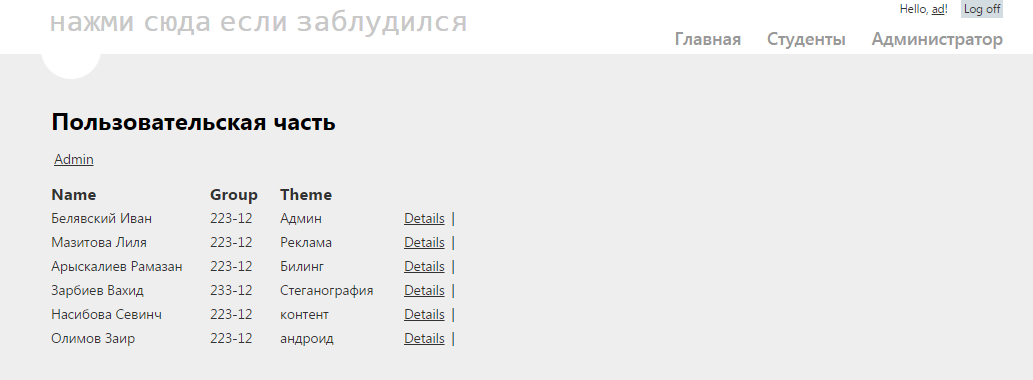 нажми сюда если заблудился
Hello, ad! Log off
Главная Студенты Администратор
Пользовательская часть
Admin
Name Group Theme
Белявский Иван 223-12 Админ Details |
Мазитова Лиля 223-12 Реклама Details |
Арыскалиев Рамазан 223-12 Билинг Details |
Зарбиев Вахид 233-12 Стеганография Details |
Насибова Севинч 223-12 контент Details |
Олимов Заир 223-12 андроид Details |